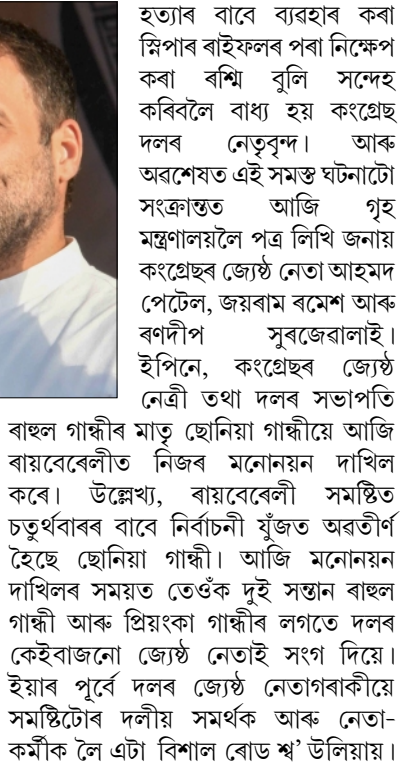 হত্যাৰ বাবে ব্যৱহাৰ কৰা
স্নিপাৰ ৰাইফলৰ পৰা নিক্ষেপ
কৰা ৰশ্মি বুলি সন্দেহ
কৰিবলৈ বাধ্য হয় কংগ্ৰেছ
দলৰ নেতৃবৃন্দ। আৰু
অৱশেষত এই সমস্ত ঘটনাটো
সংক্ৰান্তত আজি গৃহ
মন্ত্ৰণালয়লৈ পত্ৰ লিখি জনায়
কংগ্ৰেছৰ জ্যেষ্ঠ নেতা আহমদ
পেটেল, জয়ৰাম ৰমেশ আৰু
ৰণদীপ সুৰজেৱালাই।
ইপিনে, কংগ্ৰেছৰ জ্যেষ্ঠ
নেত্ৰী তথা দলৰ সভাপতি
ৰাহুল গান্ধীৰ মাতৃ ছোনিয়া গান্ধীয়ে আজি
ৰায়বেৰেলীত নিজৰ মনোনয়ন দাখিল
কৰে। উল্লেখ্য, ৰায়বেৰেলী সমষ্টিত
চতুৰ্থবাৰৰ বাবে নিৰ্বাচনী যুঁজত অৱতীৰ্ণ
হৈছে ছোনিয়া গান্ধী। আজি মনোনয়ন
দাখিলৰ সময়ত তেওঁক দুই সন্তান ৰাহুল
গান্ধী আৰু প্ৰিয়ংকা গান্ধীৰ লগতে দলৰ
কেইবাজনো জ্যেষ্ঠ নেতাই সংগ দিয়ে।
ইয়াৰ পূৰ্বে দলৰ জ্যেষ্ঠ নেতাগৰাকীয়ে
সমষ্টিটোৰ দলীয় সমৰ্থক আৰু নেতা-
কৰ্মীক লৈ এটা বিশাল ৰোড শ্ব' উলিয়ায়।